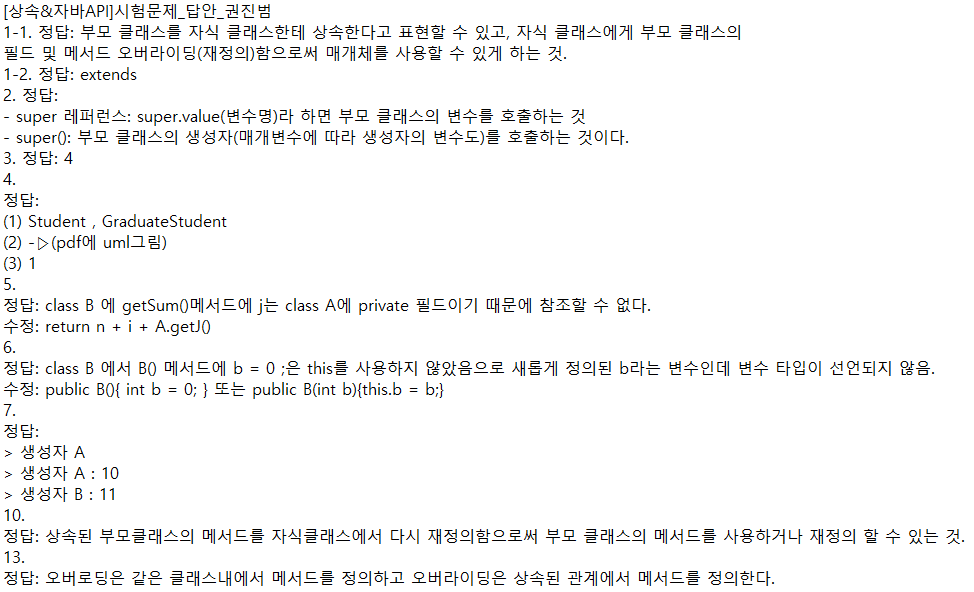 [상속&자바API]시험문제_답안_권진범
1-1. 정답: 부모 클래스를 자식 클래스한테 상속한다고 표현할 수 있고, 자식 클래스에게 부모 클래스의
필드 및 메서드 오버라이딩(재정의)함으로써 매개체를 사용할 수 있게 하는 것.
1-2. 정답: extends
2. 정답:
- super 레퍼런스: super.value(변수명)라 하면 부모 클래스의 변수를 호출하는 것
- super(): 부모 클래스의 생성자(매개변수에 따라 생성자의 변수도)를 호출하는 것이다.
3. 정답: 4
4.
정답:
(1) Student , GraduateStudent
(2) -▷(pdf에 uml그림)
(3) 1
5.
정답: class B 에 getSum()메서드에 j는 class A에 private 필드이기 때문에 참조할 수 없다.
수정: return n + i + A.getJ()
6.
정답: class B 에서 B() 메서드에 b = 0 ;은 this를 사용하지 않았음으로 새롭게 정의된 b라는 변수인데 변수 타입이 선언되지 않음.
수정: public B(){ int b = 0; } 또는 public B(int b){this.b = b;}
7.
정답:
> 생성자 A
> 생성자 A : 10
> 생성자 B : 11
10.
정답: 상속된 부모클래스의 메서드를 자식클래스에서 다시 재정의함으로써 부모 클래스의 메서드를 사용하거나 재정의 할 수 있는 것.
13.
정답: 오버로딩은 같은 클래스내에서 메서드를 정의하고 오버라이딩은 상속된 관계에서 메서드를 정의한다.